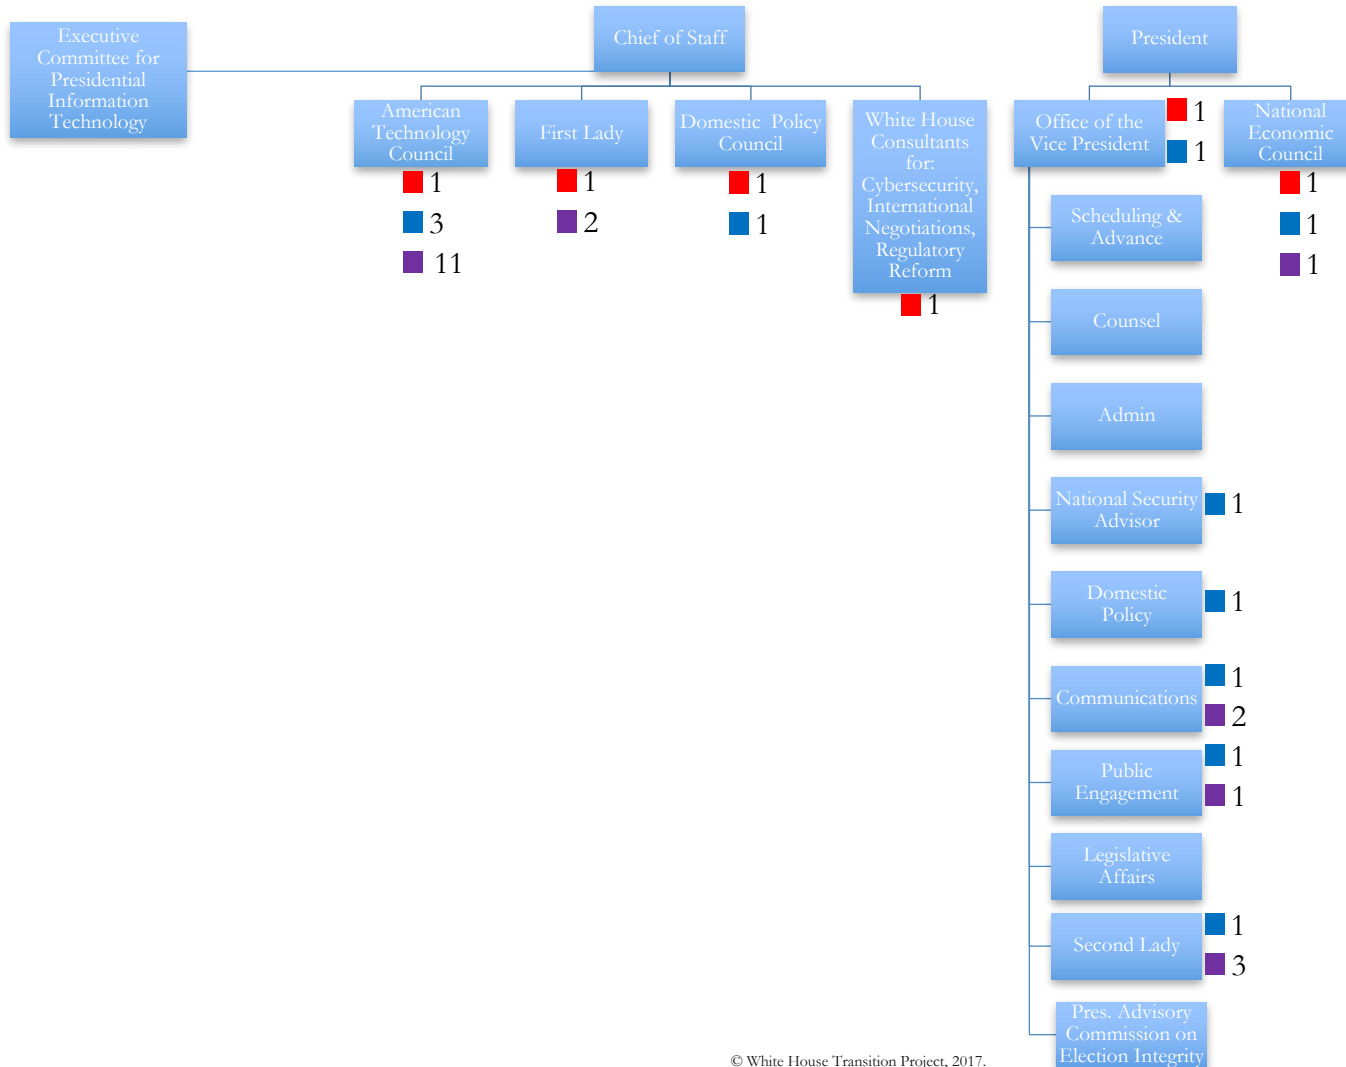 Executive
Committee for
Presidential
Information
Technology
Chief of Staff
President
American
Technology
Council
1
3
11
First Lady
1
2
Domestic Policy
Council
1
1
White House
Consultants
for:
Cybersecurity,
International
Negotiations,
Regulatory
Reform
1
Office of the
Vice President
1
1
National
Economic
Council
1
1
1
Scheduling &
Advance
Counsel
Admin
National Security
Advisor
1
Domestic
Policy
1
Communications
1
2
Public
Engagement
1
1
Legislative
Affairs
Second Lady
1
3
Pres. Advisory
Commission on
Election Integrity
© White House Transition Project, 2017.